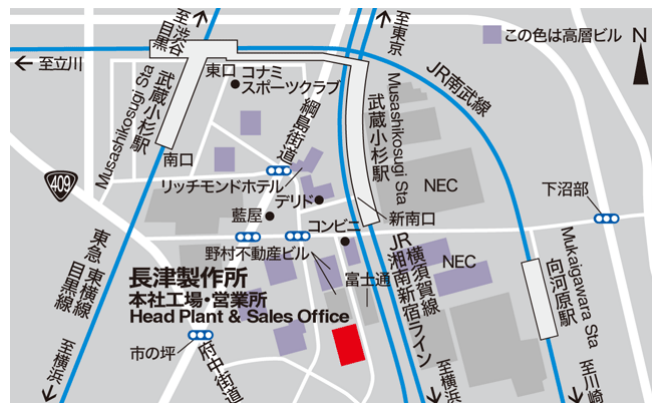 至渋谷
目黒
至東京
この色は高層ビル
N
至立川
東口
コナミ
スポーツクラブ
JR南武線
武蔵小杉駅
Musashikosugi Sta
綱島街道
Musashikosugi Sta
武蔵小杉駅
南口
409
リッチモンドホテル
NEC
下沼部
デリド
藍屋
新南口
コンビニ
野村不動産ビル
東急 東横線
目黒線
長津製作所
本社工場・営業所
Head Plant & Sales Office
富士通
JR横須賀線
湘南新宿ライン
NEC
Mukaigawara Sta
向河原駅
市の坪
府中街道
至横浜
至横浜
至川崎